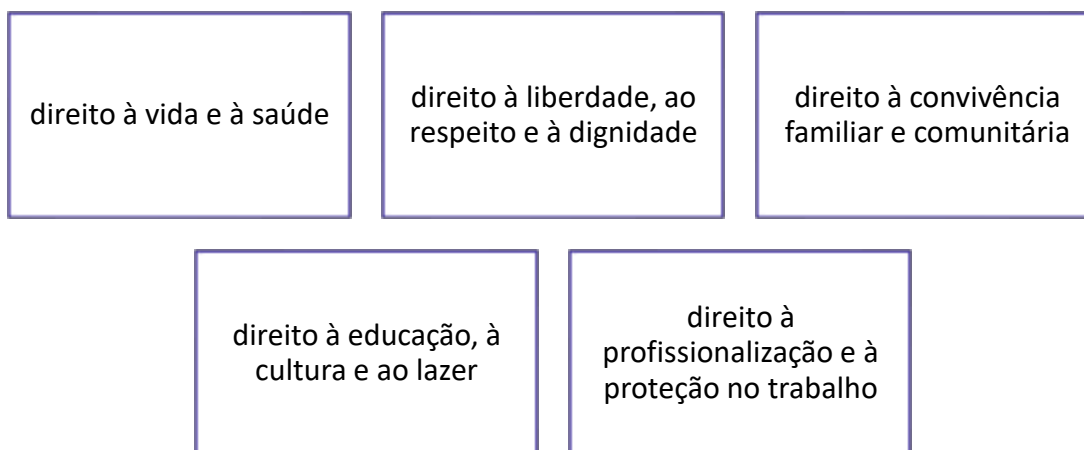 direito à vida e à saúde
direito à liberdade, ao
respeito e à dignidade
direito à convivência
familiar e comunitária
direito à educação, à
cultura e ao lazer
direito à
profissionalização e à
proteção no trabalho